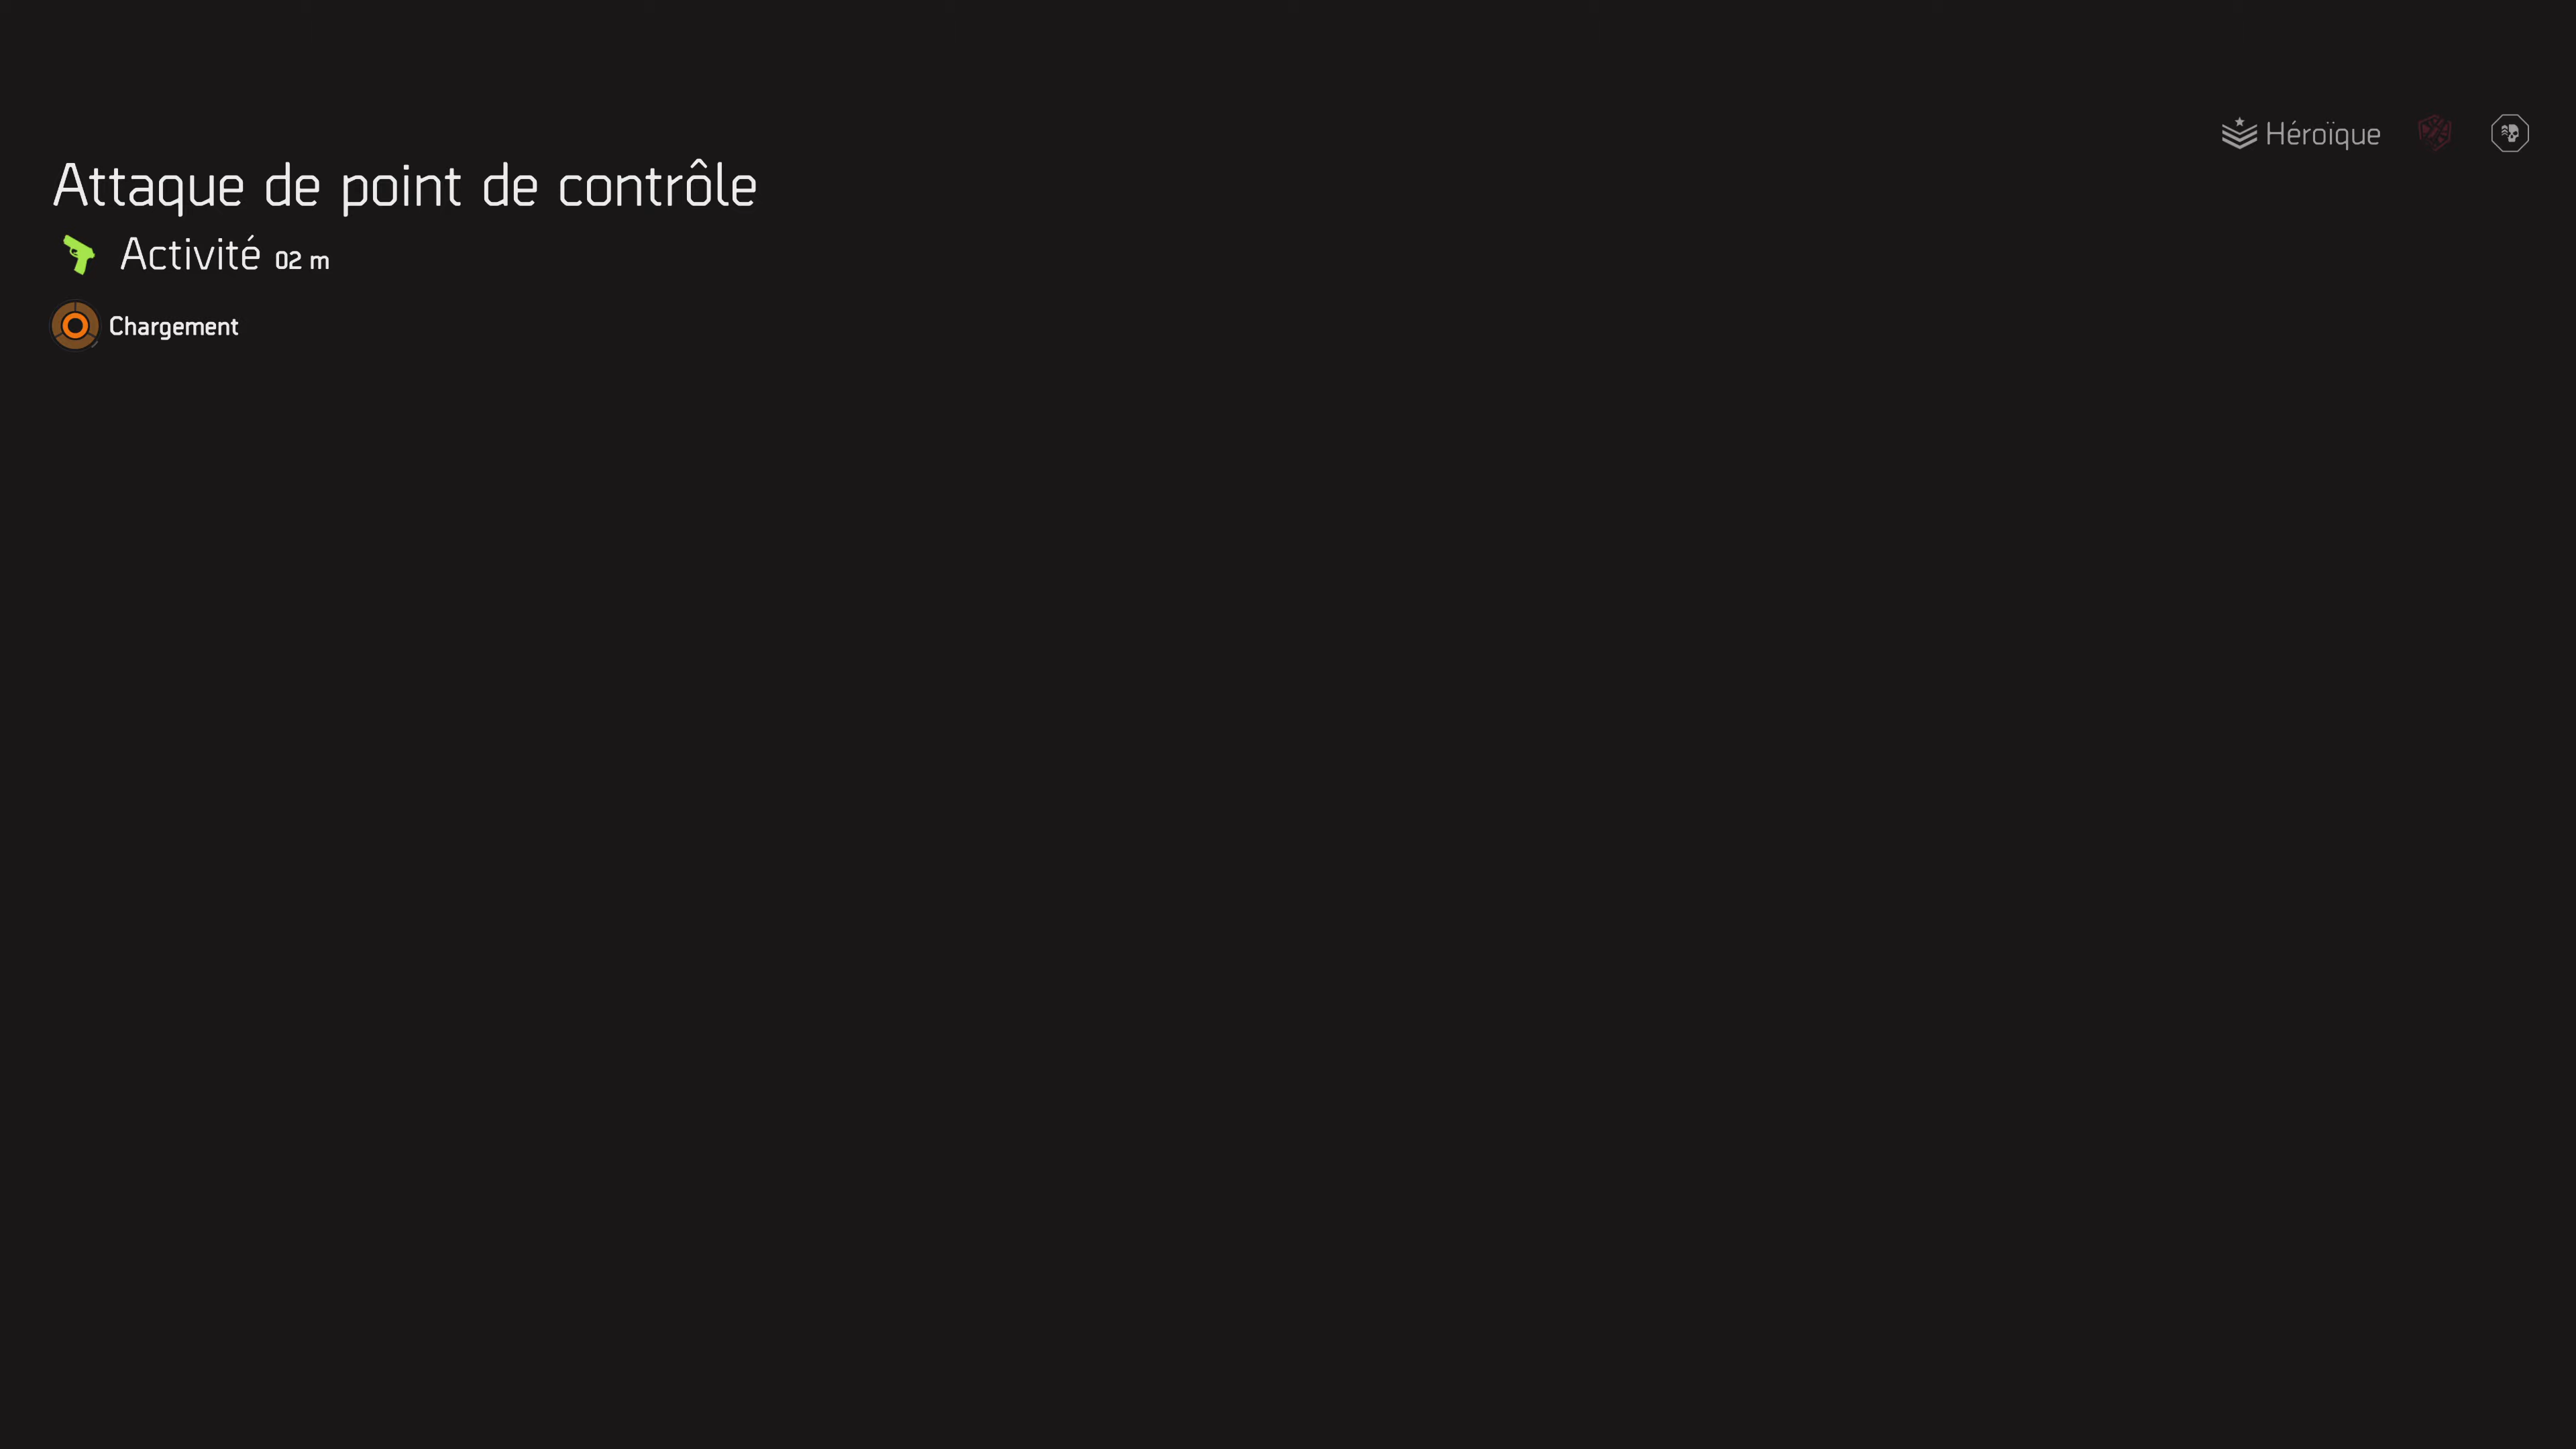 Héroïque
Attaque de point de contrôle
Activité 02 m
Chargement